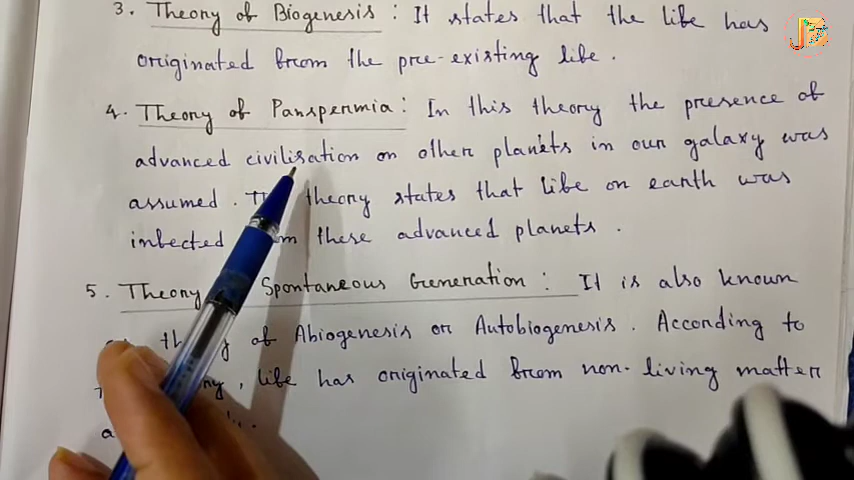 3. Theory of Biogenesis : It states that the life has
originated from the pre-existing life.
4. Theory of Panspermia : In this theory the presence of
advanced civilisation on other planets in our galaxy was
assumed. theory states that life on earth was
infected these advanced planets.
5. Theory Spontaneous Generation : It is also known
of Abiogenesis or Autobiogenesis. According to
, life has originated from non-living matter